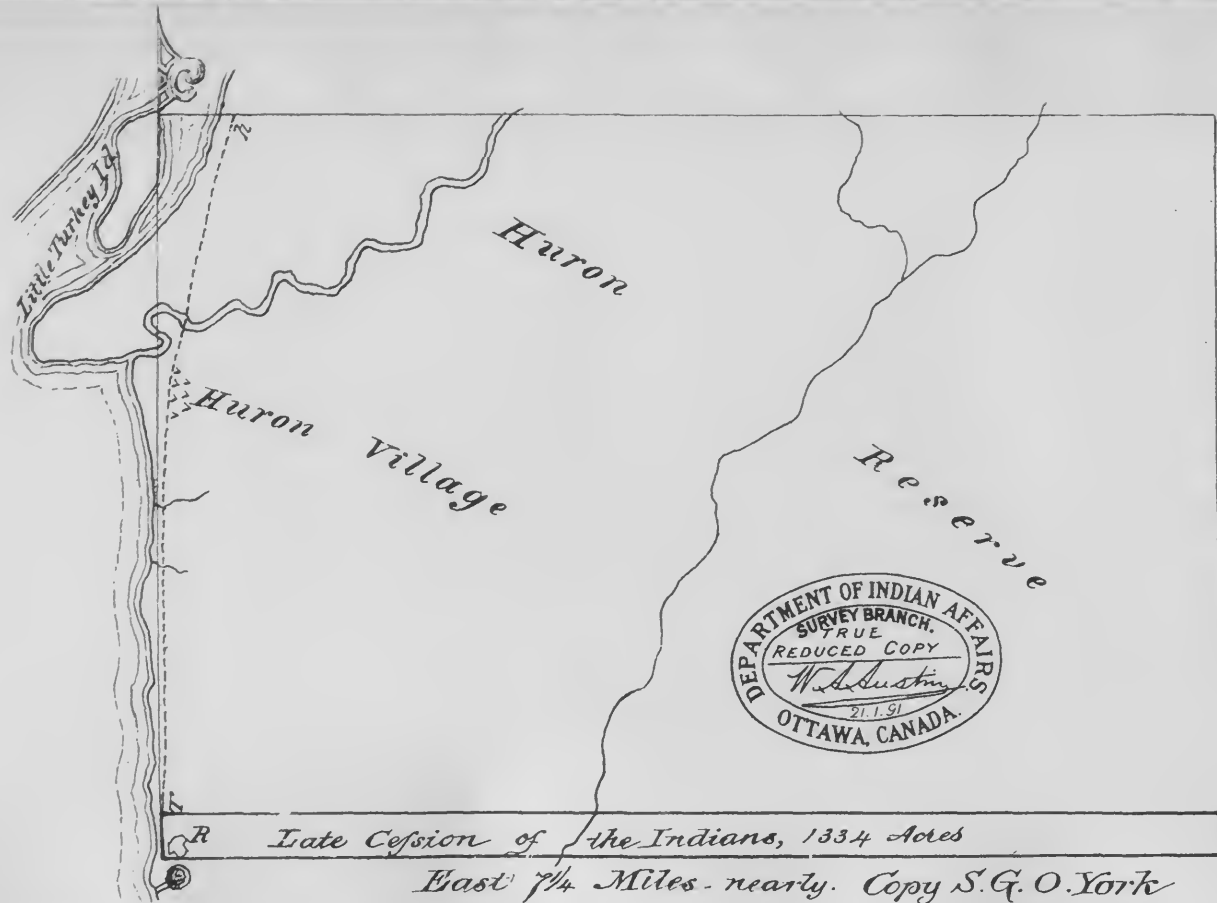 Little Turkey Id.
R
Huron
Huron Village
Reserve
DEPARTMENT OF INDIAN AFFAIRS
SURVEY BRANCH.
TRUE
REDUCED COPY
W. A. Austin
21.1.91
OTTAWA, CANADA.
R
Late Ceſsion of the Indians, 1334 Acres
East 7¼ Miles nearly. Copy S.G.O. York